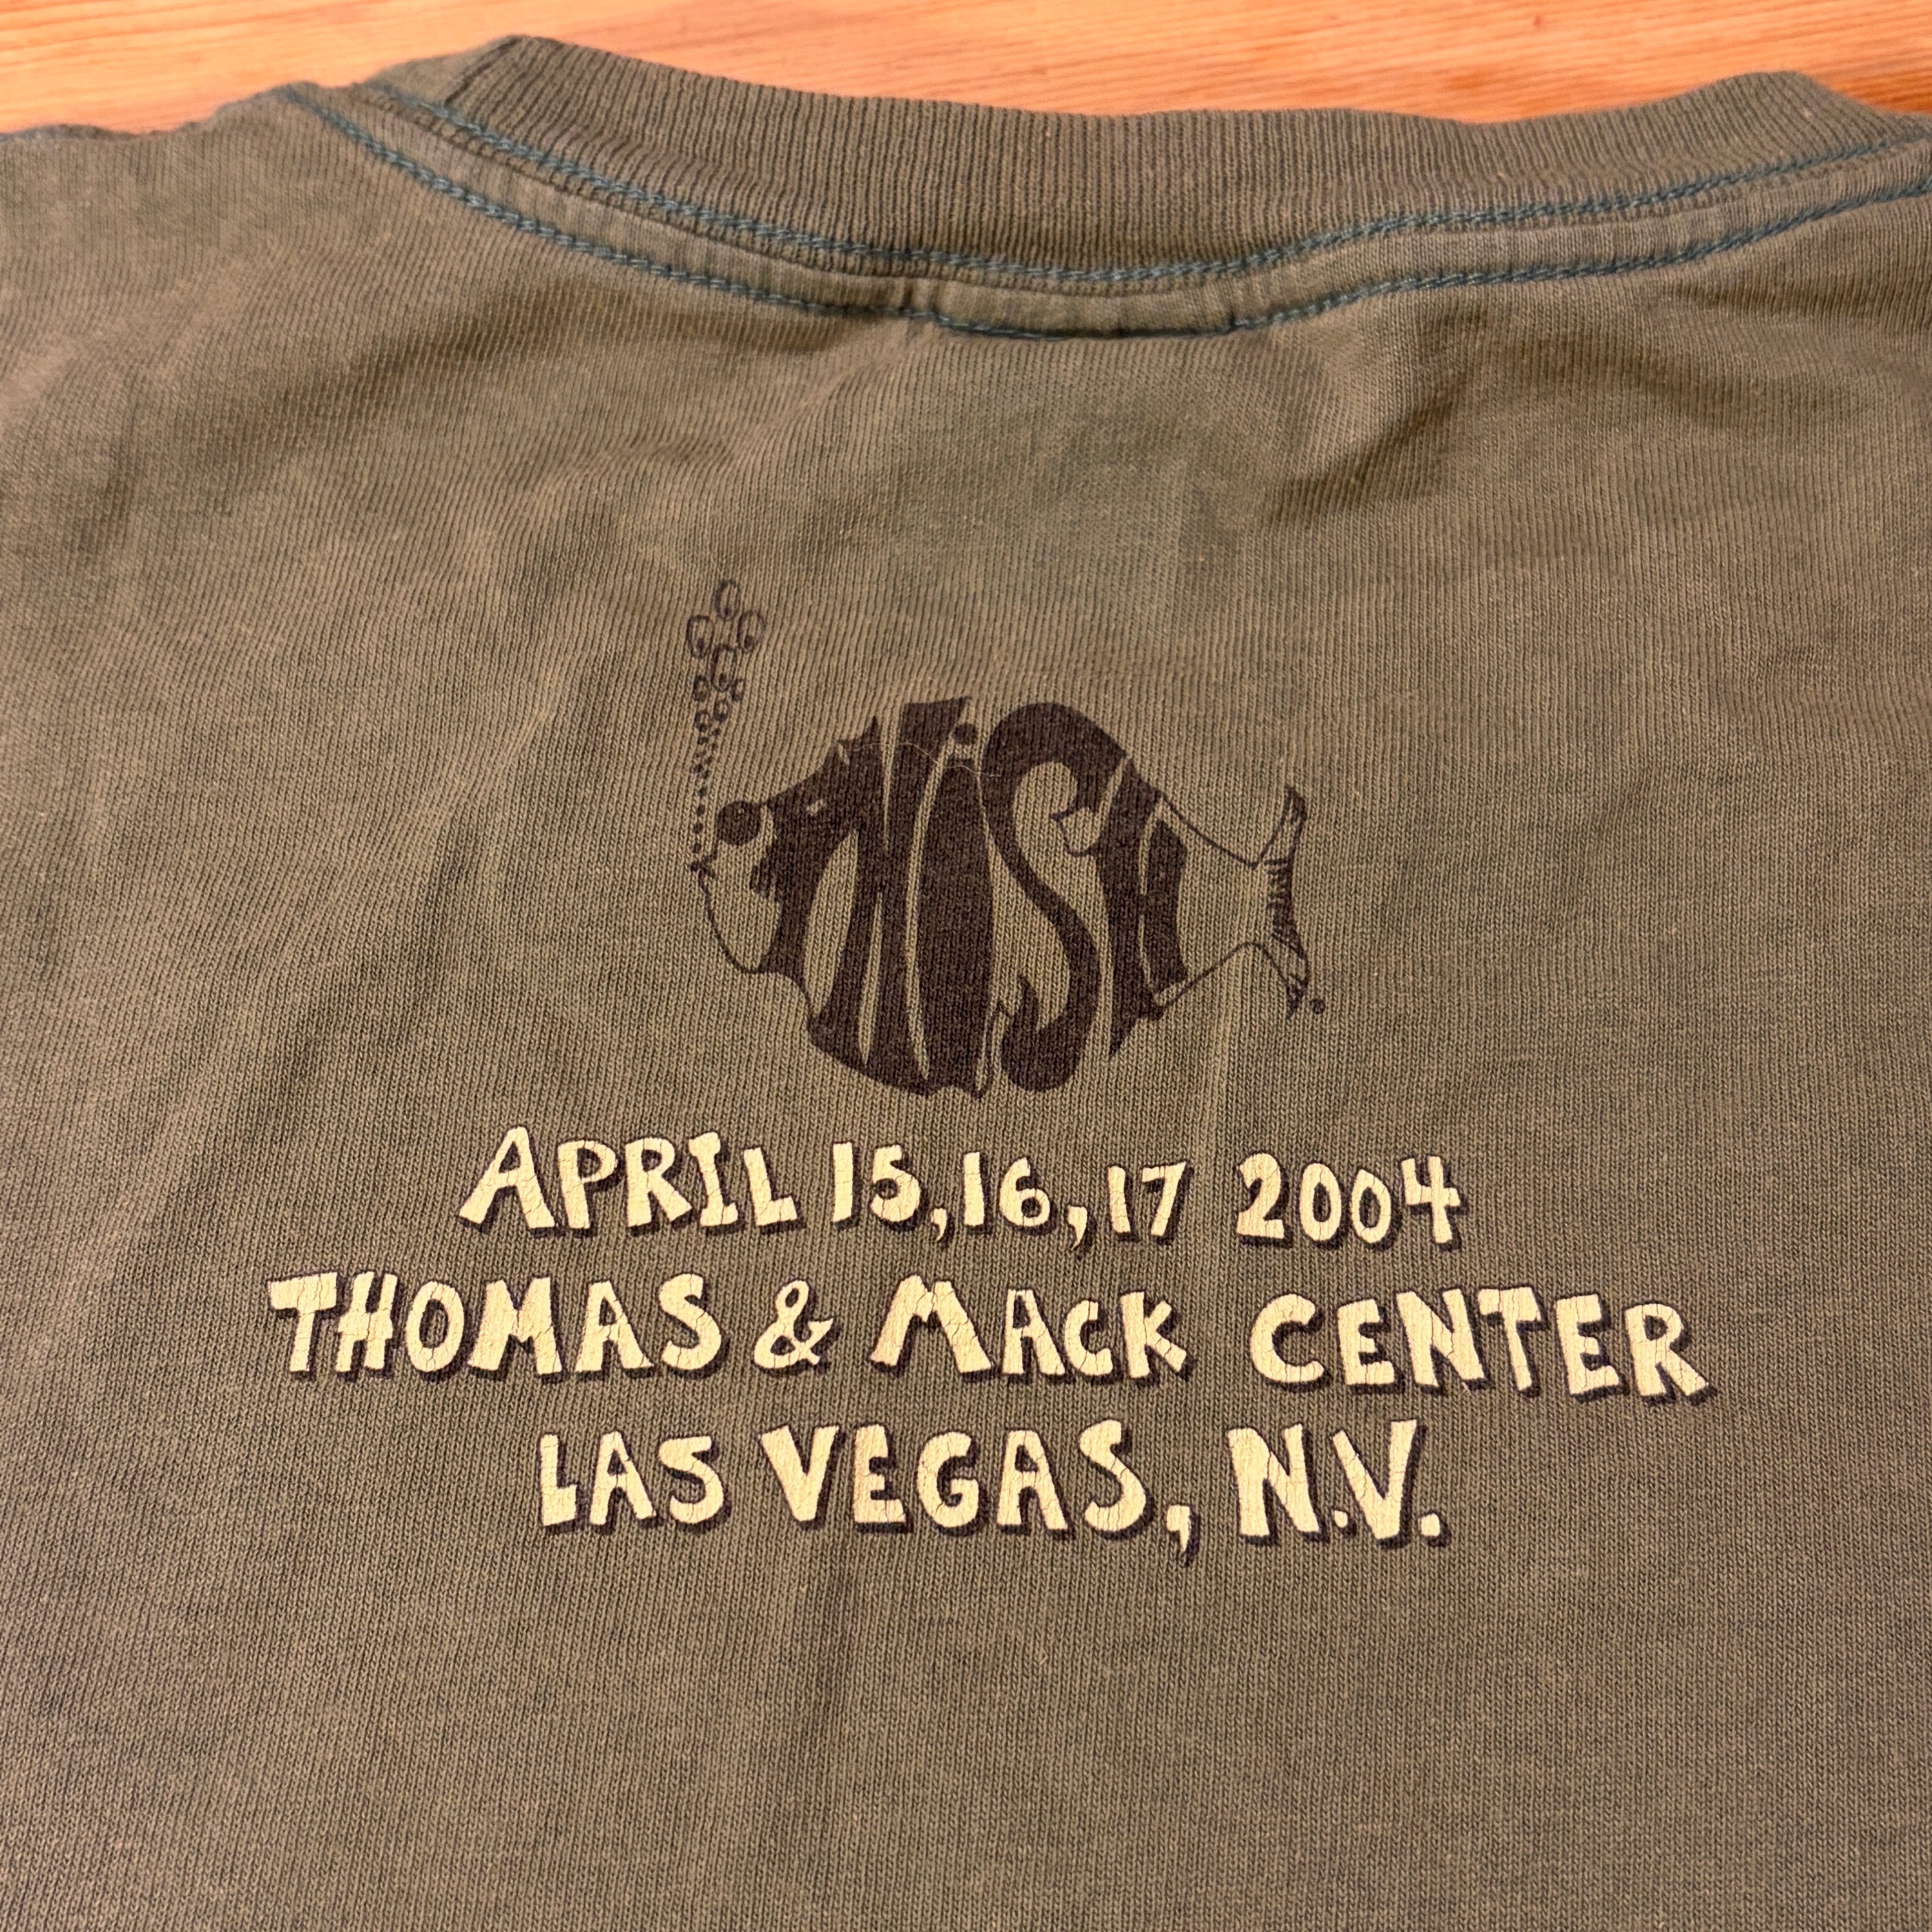 PHiSH
APRIL 15,16,17 2004
THOMAS & MACK CENTER
LAS VEGAS, N.V.